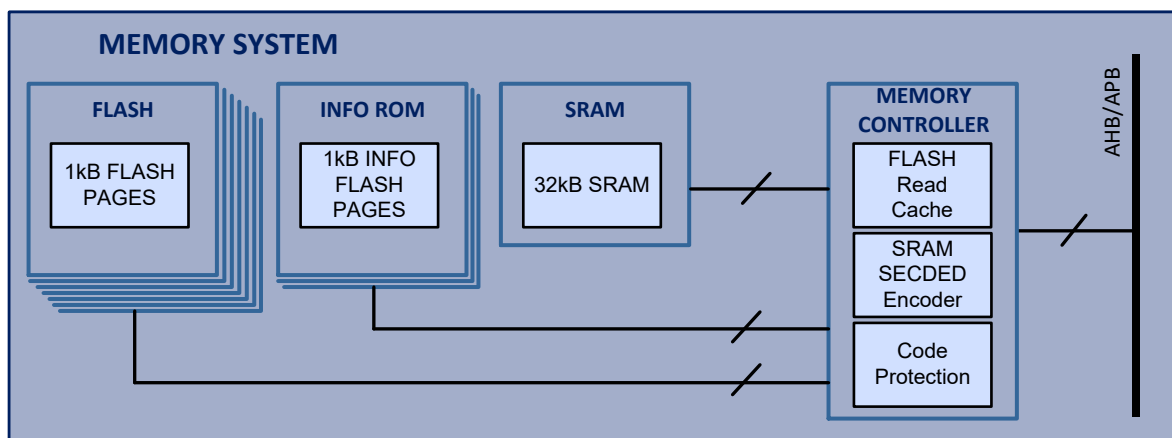 MEMORY SYSTEM
FLASH
1kB FLASH
PAGES
INFO ROM
1kB INFO
FLASH
PAGES
SRAM
32kB SRAM
MEMORY
CONTROLLER
FLASH
Read
Cache
SRAM
SECDED
Encoder
Code
Protection
AHB/APB